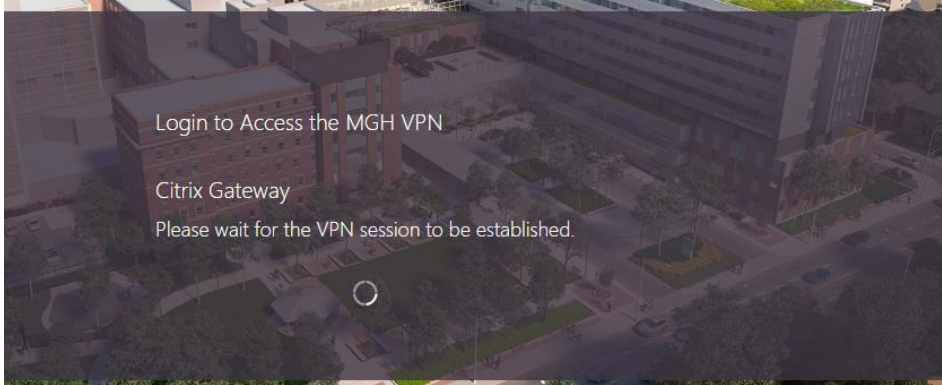 Login to Access the MGH VPN
Citrix Gateway
Please wait for the VPN session to be established.